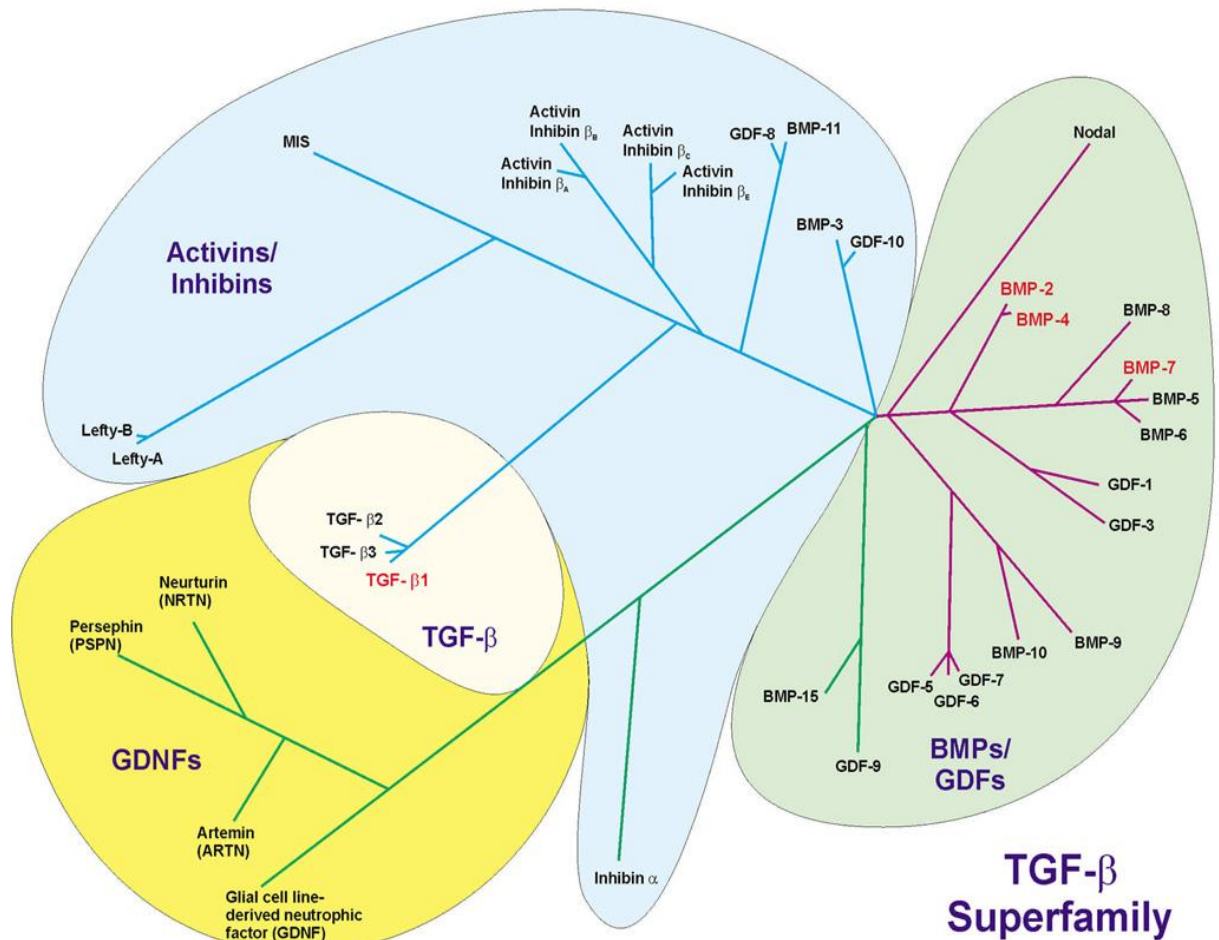 MIS
Activin
Inhibin βB
Activin
Inhibin βA
Activin
Inhibin βC
Activin
Inhibin βE
GDF-8
BMP-11
BMP-3
GDF-10
Nodal
Activins/
Inhibins
BMP-2
BMP-4
BMP-8
BMP-7
BMP-5
BMP-6
Lefty-B
Lefty-A
GDF-1
GDF-3
TGF- β2
TGF- β3
TGF- β1
TGF-β
Neurturin
(NRTN)
Persephin
(PSPN)
GDNFs
Artemin
(ARTN)
Glial cell line-
derived neutrophic
factor (GDNF)
Inhibin α
BMP-15
GDF-9
GDF-5
GDF-6
GDF-7
BMP-10
BMP-9
BMPs/
GDFs
TGF-β
Superfamily